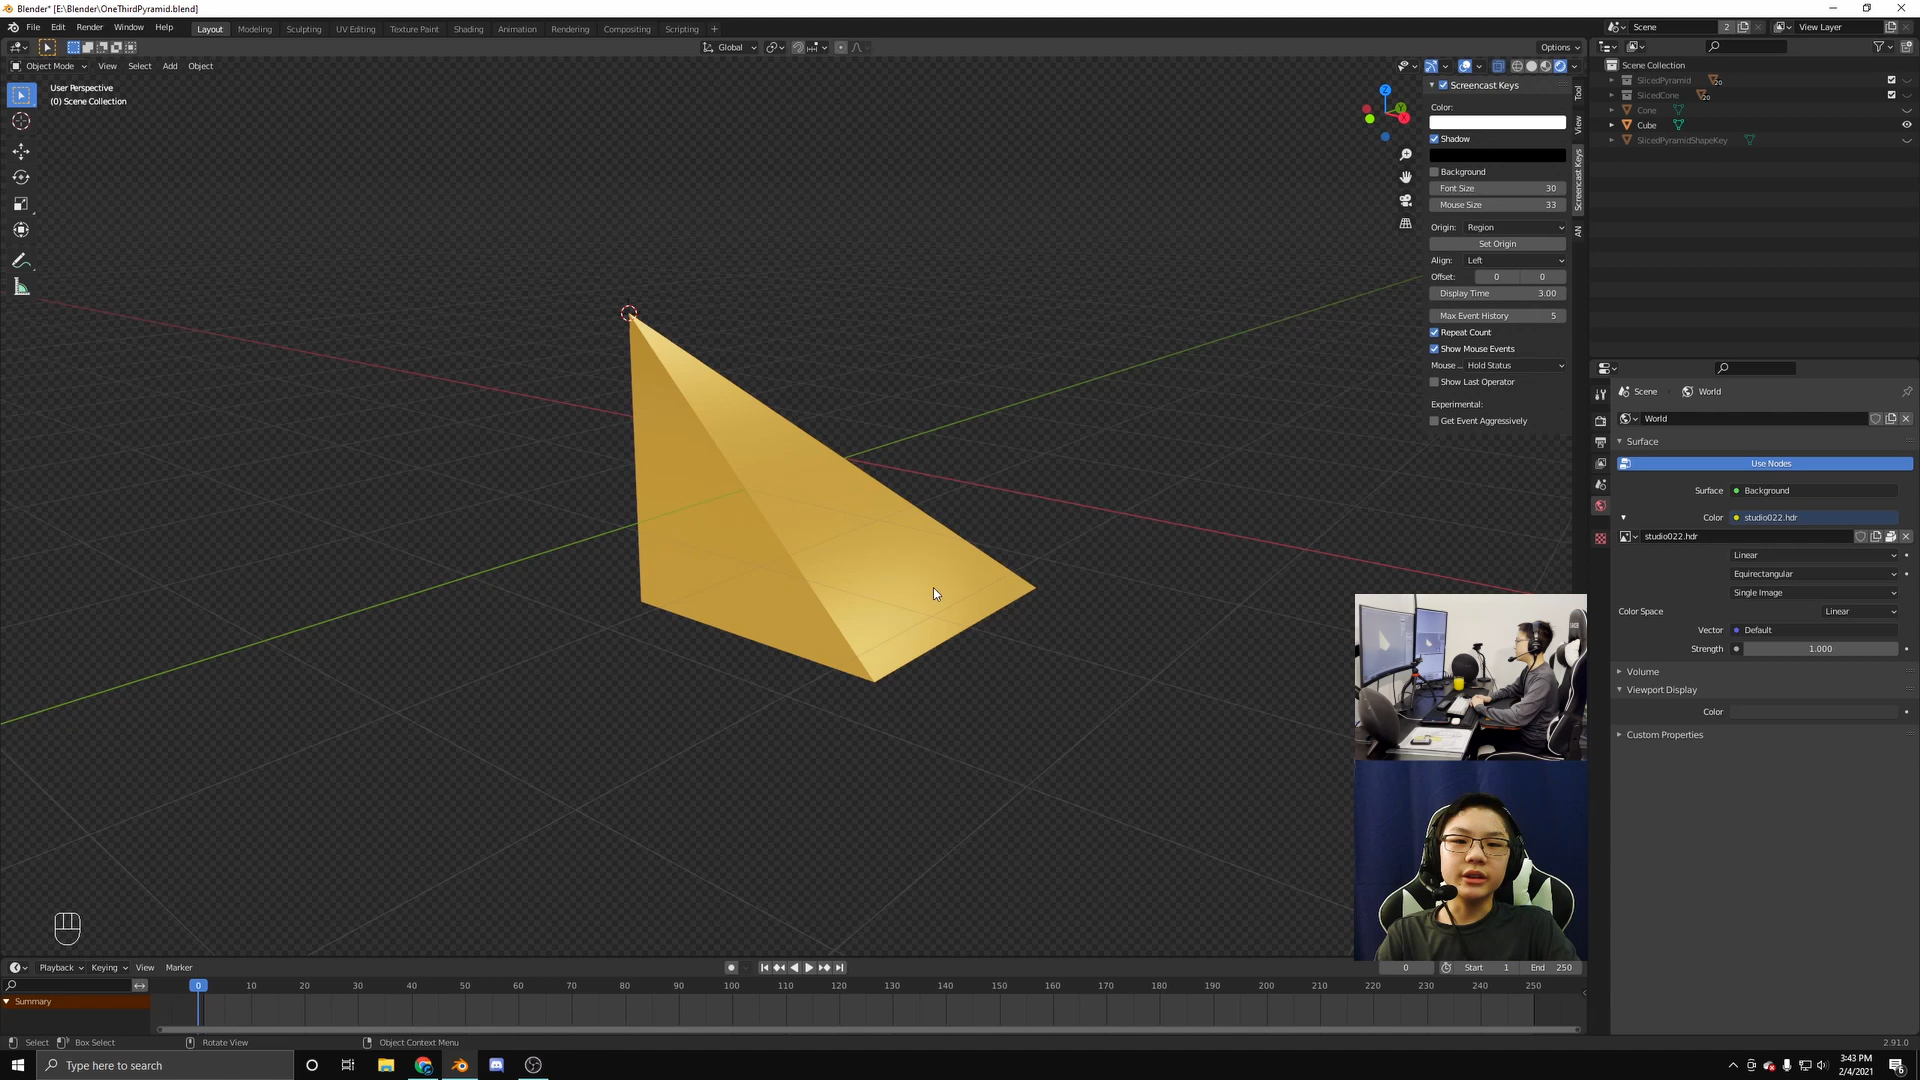 Blender* [E:\Blender\OneThirdPyramid.blend]
File Edit Render Window Help Layout Modeling Sculpting UV Editing Texture Paint Shading Animation Rendering Compositing Scripting +
Scene 2 View Layer
Global Options
Object Mode View Select Add Object
User Perspective
(0) Scene Collection
Z
Y
X
Screencast Keys
Color:
Shadow
Background
Font Size 30
Mouse Size 33
Origin: Region
Set Origin
Align: Left
Offset: 0 0
Display Time 3.00
Max Event History 5
Repeat Count
Show Mouse Events
Mouse ... Hold Status
Show Last Operator
Experimental:
Get Event Aggressively
Tool
View
Screencast Keys
AN
Scene Collection
SlicedPyramid 20
SlicedCone 20
Cone
Cube
SlicedPyramidShapeKey
Scene World
World
Surface
Use Nodes
Surface Background
Color studio022.hdr
studio022.hdr
Linear
Equirectangular
Single Image
Color Space Linear
Vector Default
Strength 1.000
Volume
Viewport Display
Color
Custom Properties
Playback Keying View Marker
0 Start 1 End 250
0 10 20 30 40 50 60 70 80 90 100 110 120 130 140 150 160 170 180 190 200 210 220 230 240 250
Summary
Select Box Select Rotate View Object Context Menu 2.91.0
Type here to search
3:43 PM
2/4/2021
6